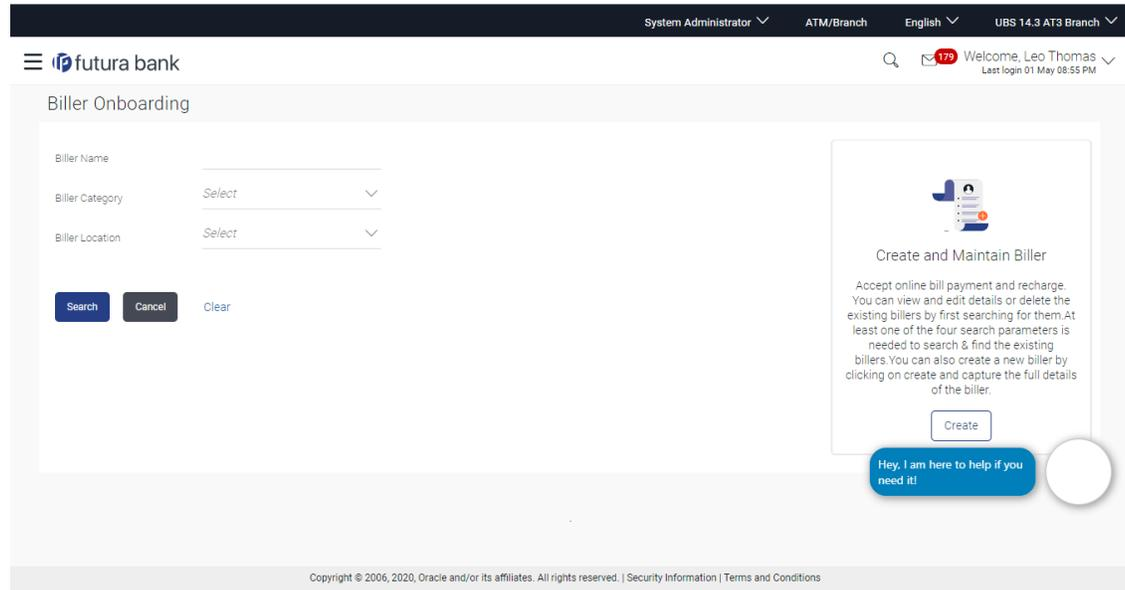 System Administrator ATM/Branch English UBS 14.3 AT3 Branch
futura bank
179
Welcome, Leo Thomas
Last login 01 May 08:55 PM
Biller Onboarding
Biller Name
Biller Category Select
Biller Location Select
Search Cancel Clear
Create and Maintain Biller
Accept online bill payment and recharge.
You can view and edit details or delete the
existing billers by first searching for them.At
least one of the four search parameters is
needed to search & find the existing
billers.You can also create a new biller by
clicking on create and capture the full details
of the biller.
Create
Hey, I am here to help if you
need it!
Copyright © 2006, 2020, Oracle and/or its affiliates. All rights reserved. | Security Information | Terms and Conditions